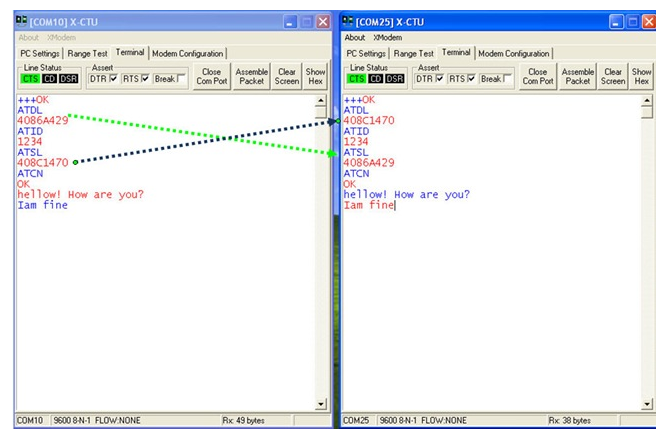 [COM10] X-CTU
About XModem
PC Settings Range Test Terminal Modem Configuration
Line Status Assert
CTS CD DSR DTR RTS Break Close Com Port Assemble Packet Clear Screen Show Hex
+++OK
ATDL
4086A429
ATID
1234
ATSL
408C1470
ATCN
OK
hellow! How are you?
Iam fine
COM10 9600 8-N-1 FLOW:NONE Rx: 49 bytes
[COM25] X-CTU
About XModem
PC Settings Range Test Terminal Modem Configuration
Line Status Assert
CTS CD DSR DTR RTS Break Close Com Port Assemble Packet Clear Screen Show Hex
+++OK
ATDL
408C1470
ATID
1234
ATSL
4086A429
ATCN
OK
hellow! How are you?
Iam fine
COM25 9600 8-N-1 FLOW:NONE Rx: 38 bytes